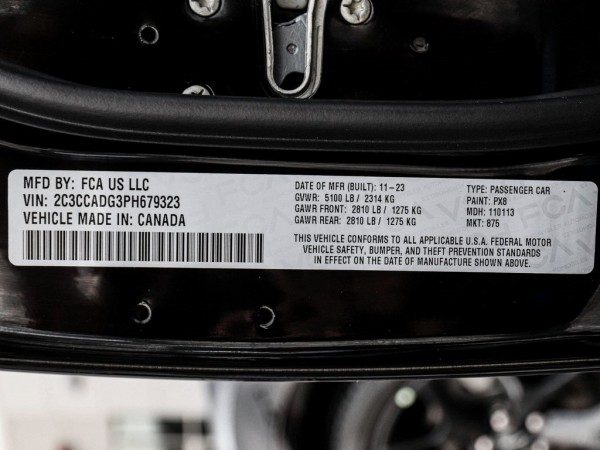 MFD BY: FCA US LLC
VIN: 2C3CCADG3PH679323
VEHICLE MADE IN: CANADA
DATE OF MFR (BUILT): 11-23
GVWR: 5100 LB / 2314 KG
GAWR FRONT: 2810 LB / 1275 KG
GAWR REAR: 2810 LB / 1275 KG
TYPE: PASSENGER CAR
PAINT: PX8
MDH: 110113
MKT: 875
THIS VEHICLE CONFORMS TO ALL APPLICABLE U.S.A. FEDERAL MOTOR
VEHICLE SAFETY, BUMPER, AND THEFT PREVENTION STANDARDS
IN EFFECT ON THE DATE OF MANUFACTURE SHOWN ABOVE.